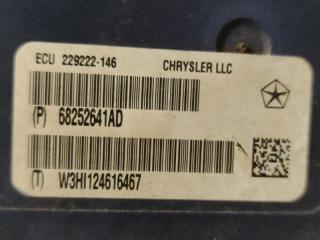 ECU 229222-146 CHRYSLER LLC
(P) 68252641AD
(T) W3HI124616467